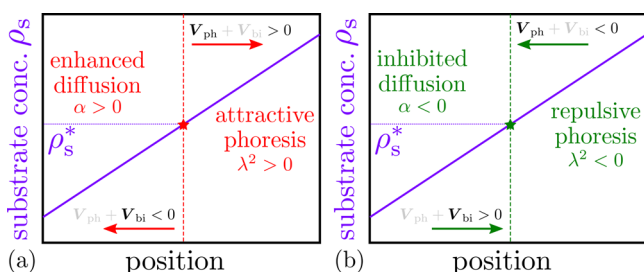 substrate conc. ρs
V_ph + V_bi > 0
enhanced
diffusion
α > 0
attractive
phoresis
λ² > 0
ρ*s
V_ph + V_bi < 0
(a)
position
substrate conc. ρs
V_ph + V_bi < 0
inhibited
diffusion
α < 0
repulsive
phoresis
λ² < 0
ρ*s
V_ph + V_bi > 0
(b)
position